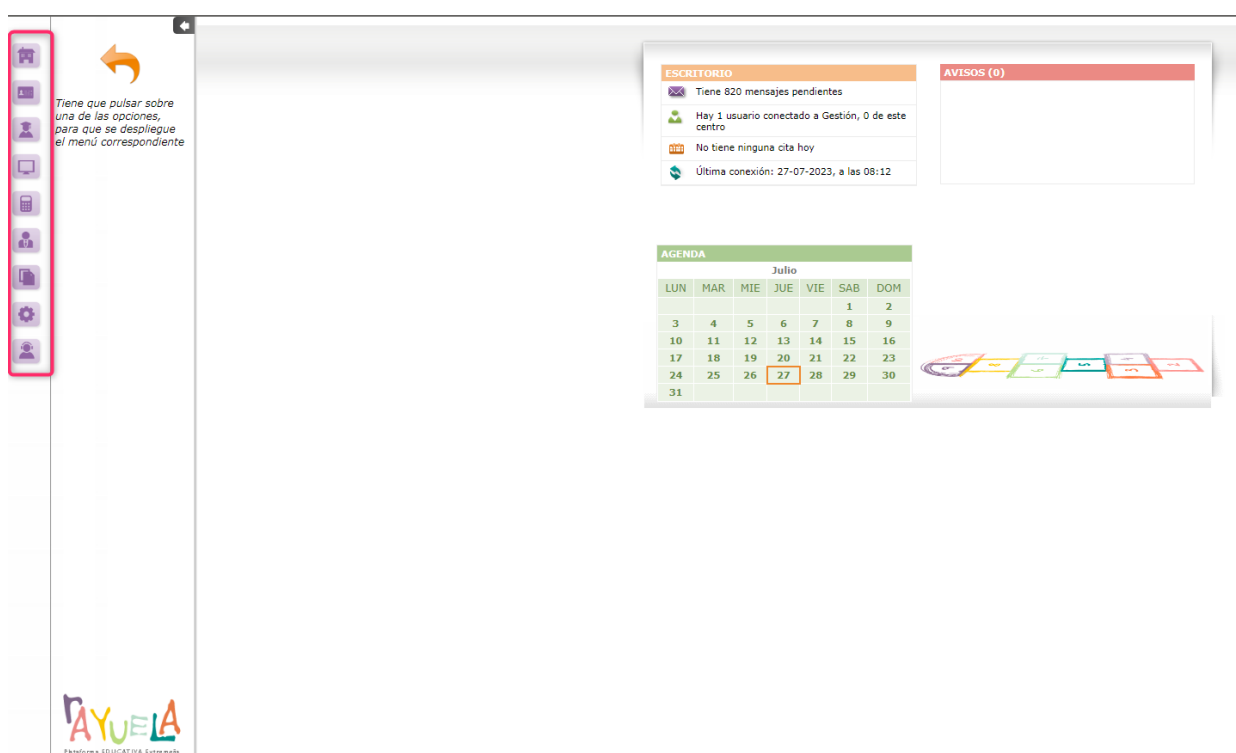 Tiene que pulsar sobre
una de las opciones,
para que se despliegue
el menú correspondiente
ESCRITORIO
Tiene 820 mensajes pendientes
Hay 1 usuario conectado a Gestión, 0 de este
centro
No tiene ninguna cita hoy
Última conexión: 27-07-2023, a las 08:12
AVISOS (0)
AGENDA
Julio
LUN MAR MIE JUE VIE SAB DOM
1 2
3 4 5 6 7 8 9
10 11 12 13 14 15 16
17 18 19 20 21 22 23
24 25 26 27 28 29 30
31
rAYUELA
Plataforma EDUCATIVA Extremeña